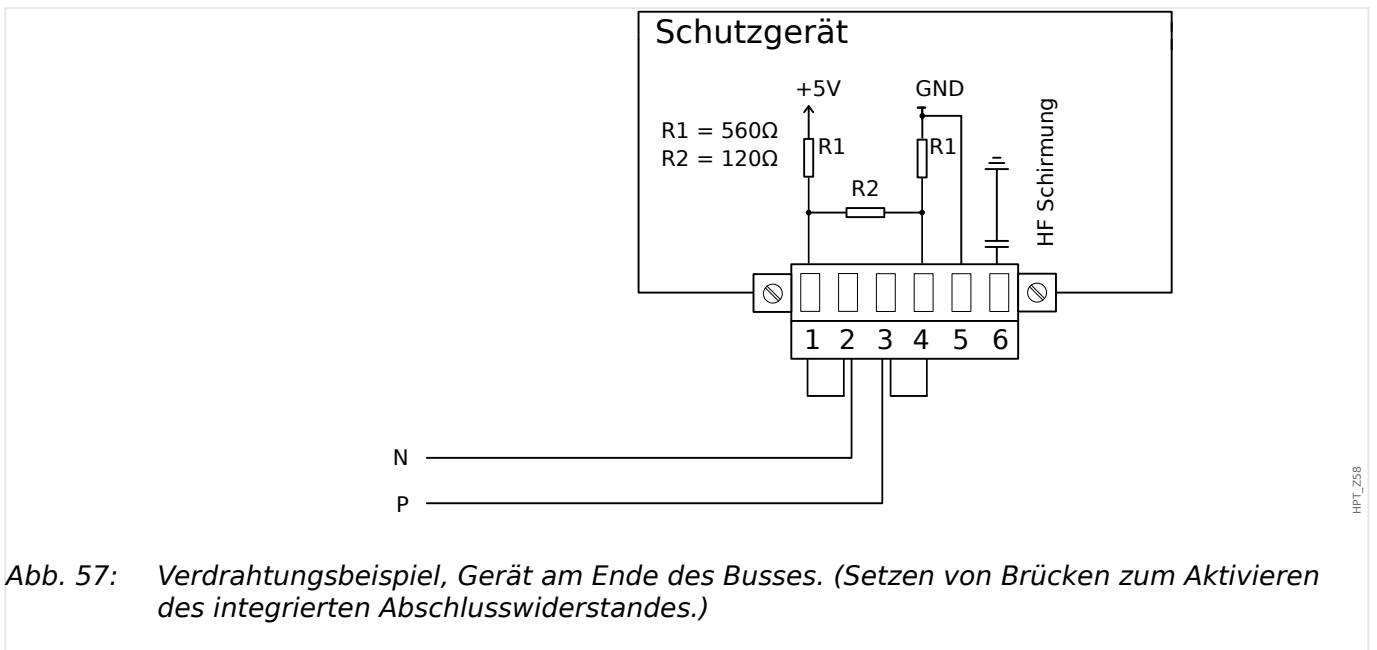 Schutzgerät
+5V
GND
R1 = 560Ω
R2 = 120Ω
R1
R1
R2
HF Schirmung
1 2 3 4 5 6
N
P
HPT_Z58
Abb. 57: Verdrahtungsbeispiel, Gerät am Ende des Busses. (Setzen von Brücken zum Aktivieren
des integrierten Abschlusswiderstandes.)